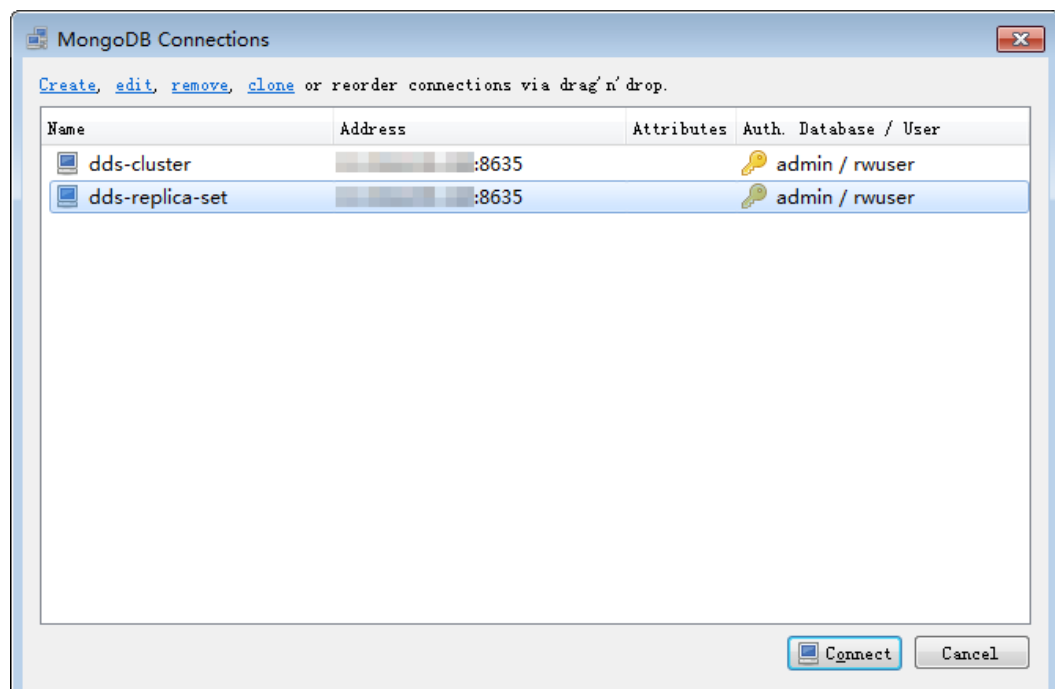 MongoDB Connections
Create, edit, remove, clone or reorder connections via drag'n'drop.
Name Address Attributes Auth. Database / User
dds-cluster :8635 admin / rwuser
dds-replica-set :8635 admin / rwuser
Connect Cancel